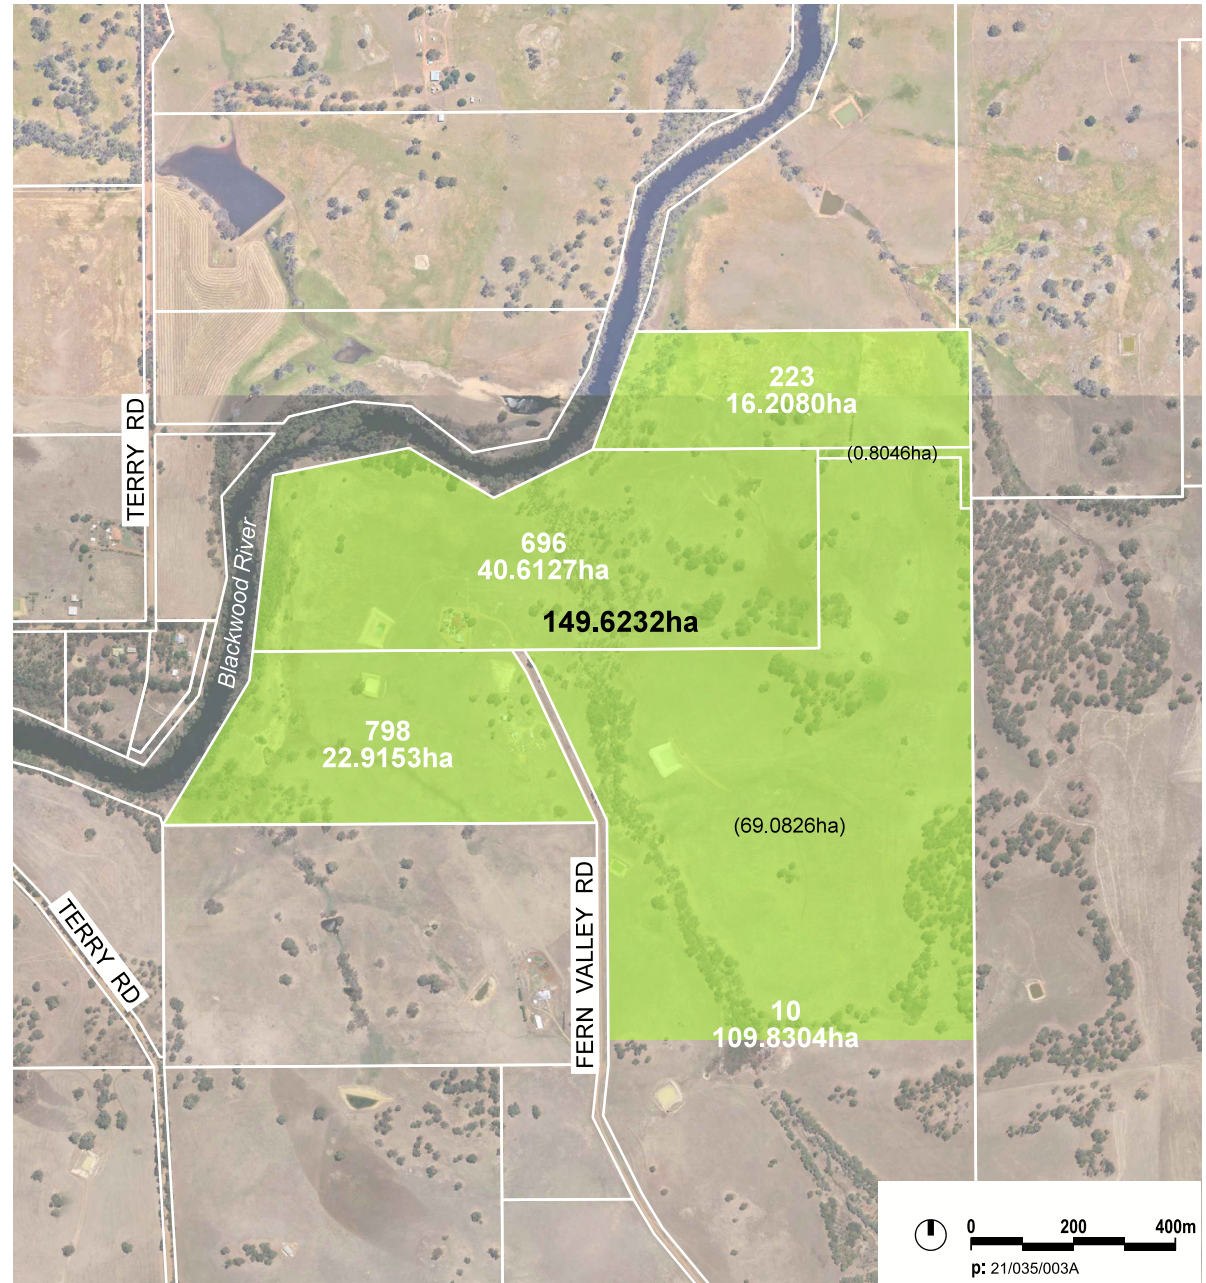 223
16.2080ha
(0.8046ha)
TERRY RD
696
40.6127ha
149.6232ha
Blackwood River
798
22.9153ha
(69.0826ha)
TERRY RD
FERN VALLEY RD
10
109.8304ha
0 200 400m
p: 21/035/003A